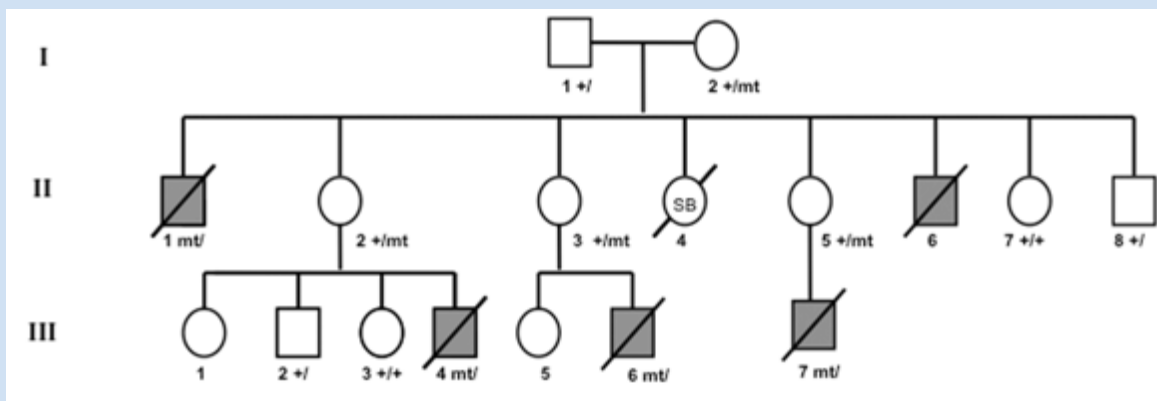 I
1 +/ 2 +/mt
II
SB
1 mt/ 2 +/mt 3 +/mt 4 5 +/mt 6 7 +/+ 8 +/
III
1 2 +/ 3 +/+ 4 mt/ 5 6 mt/ 7 mt/